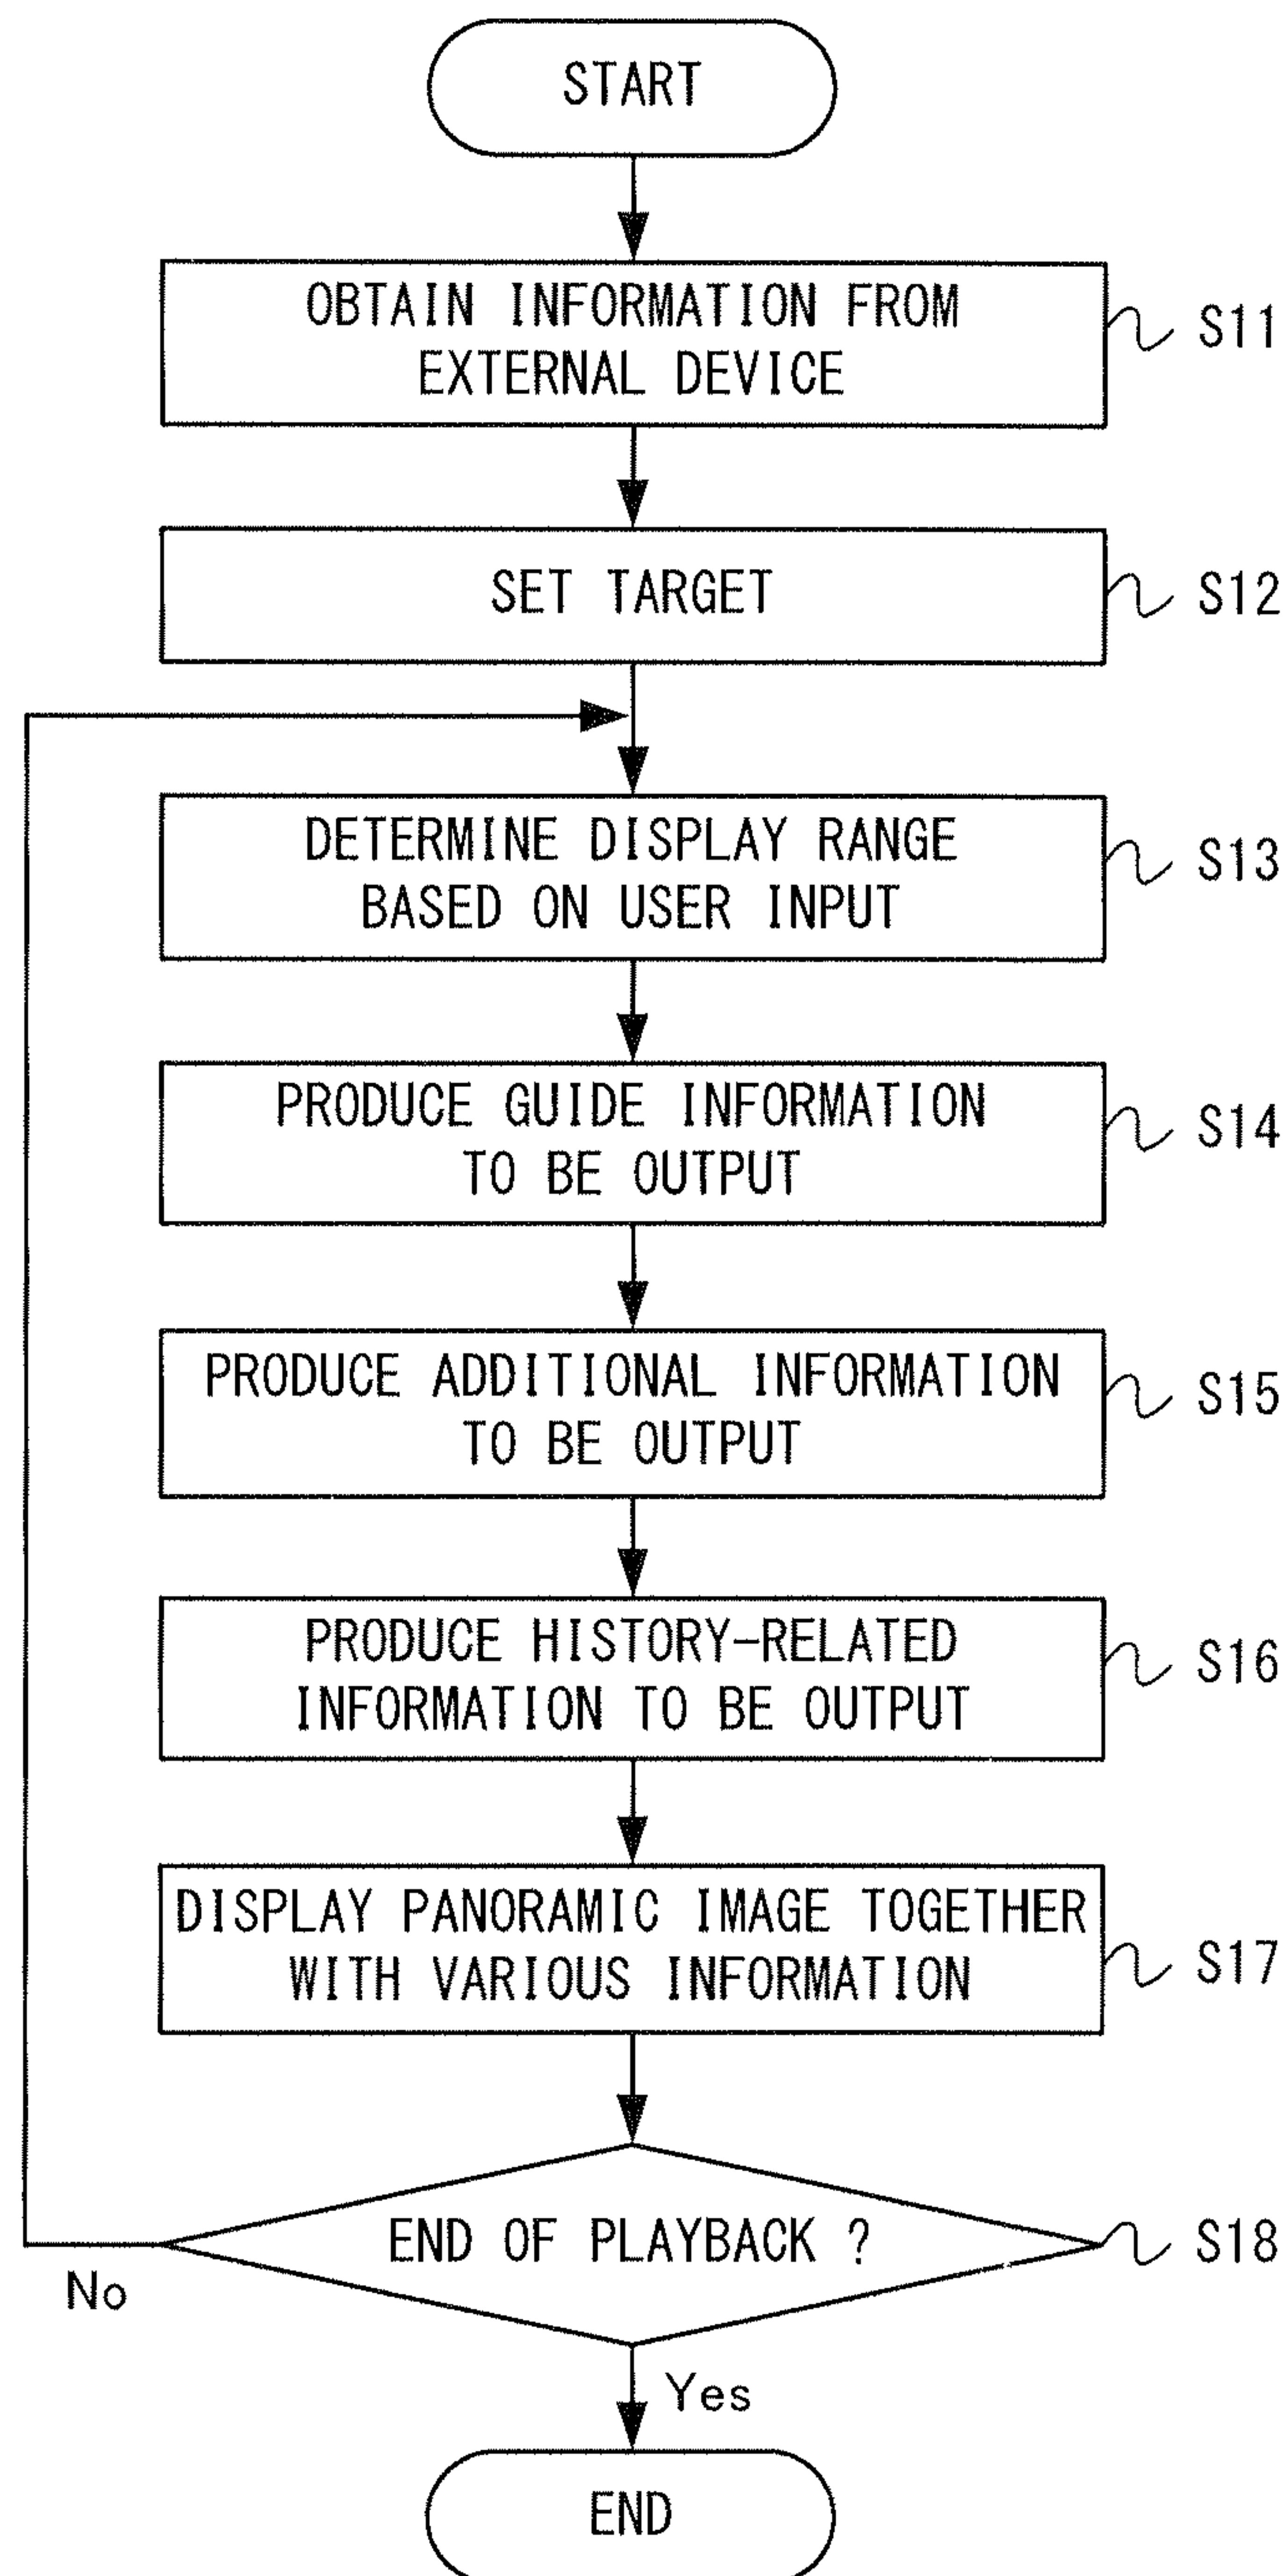 START
OBTAIN INFORMATION FROM
EXTERNAL DEVICE
S11
SET TARGET
S12
DETERMINE DISPLAY RANGE
BASED ON USER INPUT
S13
PRODUCE GUIDE INFORMATION
TO BE OUTPUT
S14
PRODUCE ADDITIONAL INFORMATION
TO BE OUTPUT
S15
PRODUCE HISTORY-RELATED
INFORMATION TO BE OUTPUT
S16
DISPLAY PANORAMIC IMAGE TOGETHER
WITH VARIOUS INFORMATION
S17
END OF PLAYBACK ?
S18
No
Yes
END